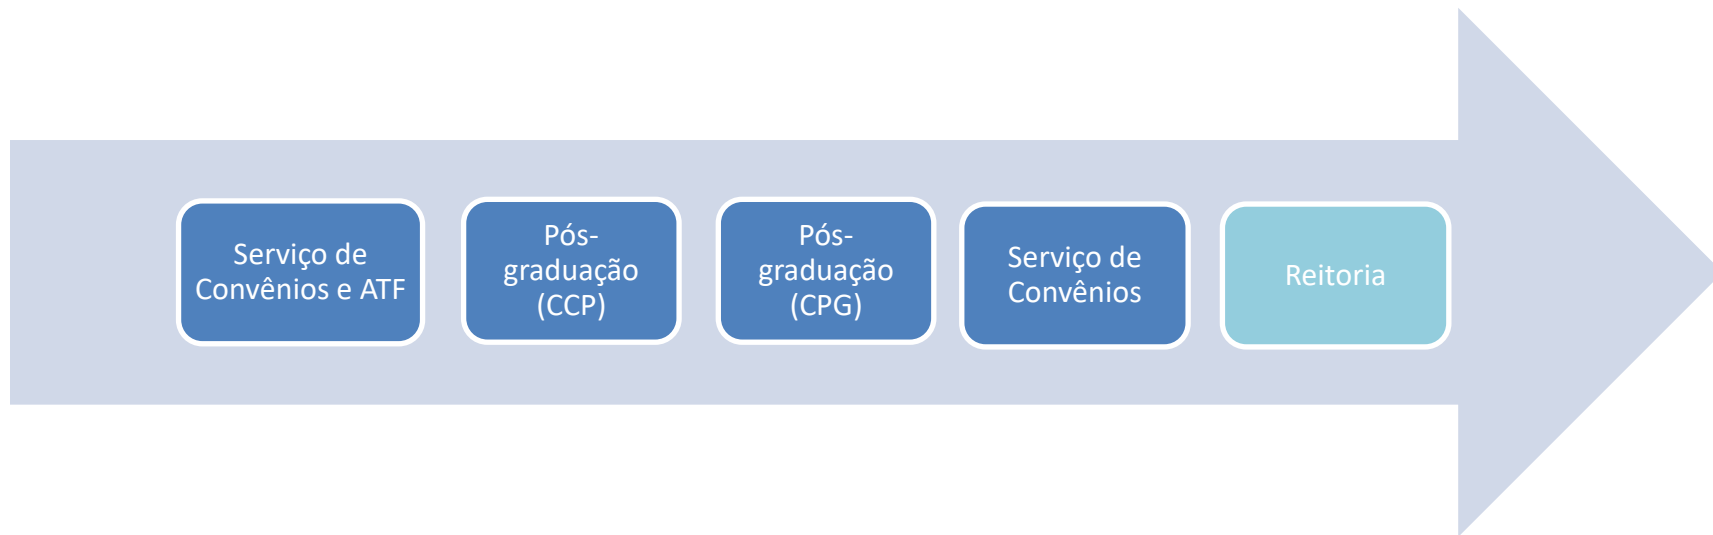 Serviço de
Convênios e ATF
Pós-
graduação
(CCP)
Pós-
graduação
(CPG)
Serviço de
Convênios
Reitoria